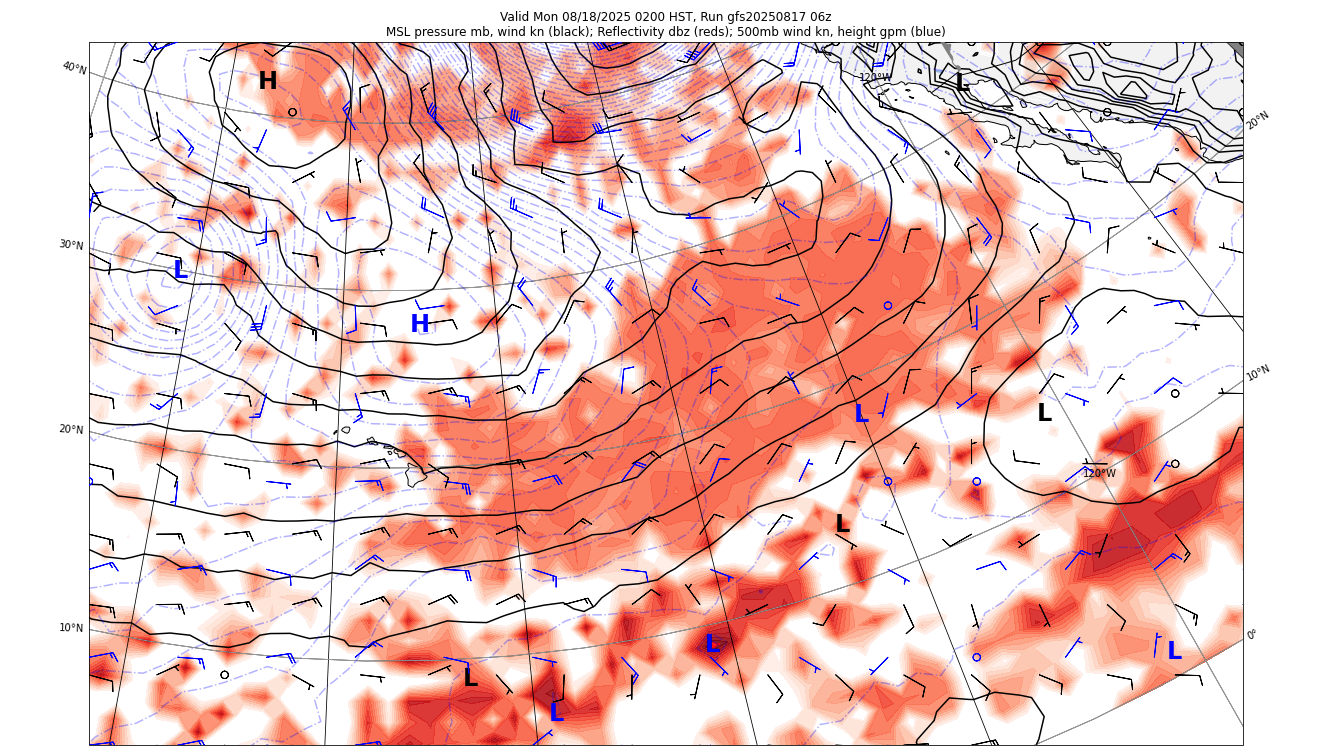 Valid Mon 08/18/2025 0200 HST, Run gfs20250817 06z
MSL pressure mb, wind kn (black); Reflectivity dbz (reds); 500mb wind kn, height gpm (blue)
40°N
H
120°W
L
20°N
30°N
L
H
10°N
20°N
L
L
120°W
L
10°N
0°
L
L
L
L